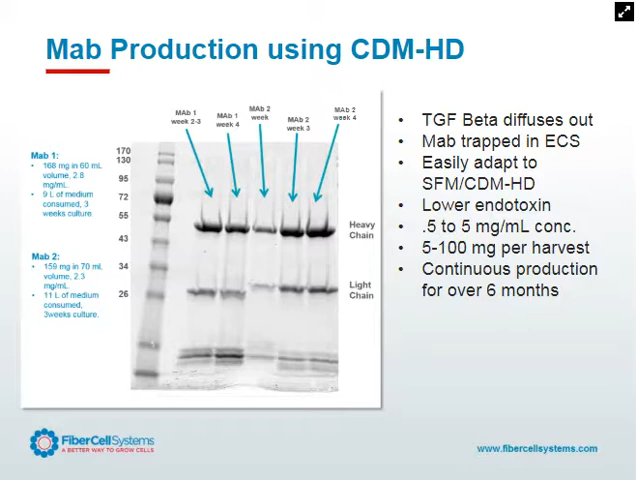 Mab Production using CDM-HD
MAb 1
week 2-3
MAb 1
week 4
MAb 2
week
MAb 2
week 3
MAb 2
week 4
Mab 1:
• 168 mg in 60 mL
volume, 2.8
mg/mL.
• 9 L of medium
consumed, 3
weeks culture
Mab 2:
• 159 mg in 70 mL
volume, 2.3
mg/mL.
• 11 L of medium
consumed,
3weeks culture.
170
130
95
72
55
43
34
26
Heavy
Chain
Light
Chain
• TGF Beta diffuses out
• Mab trapped in ECS
• Easily adapt to
SFM/CDM-HD
• Lower endotoxin
• .5 to 5 mg/mL conc.
• 5-100 mg per harvest
• Continuous production
for over 6 months
FiberCellSystems
A BETTER WAY TO GROW CELLS
www.fibercellsystems.com